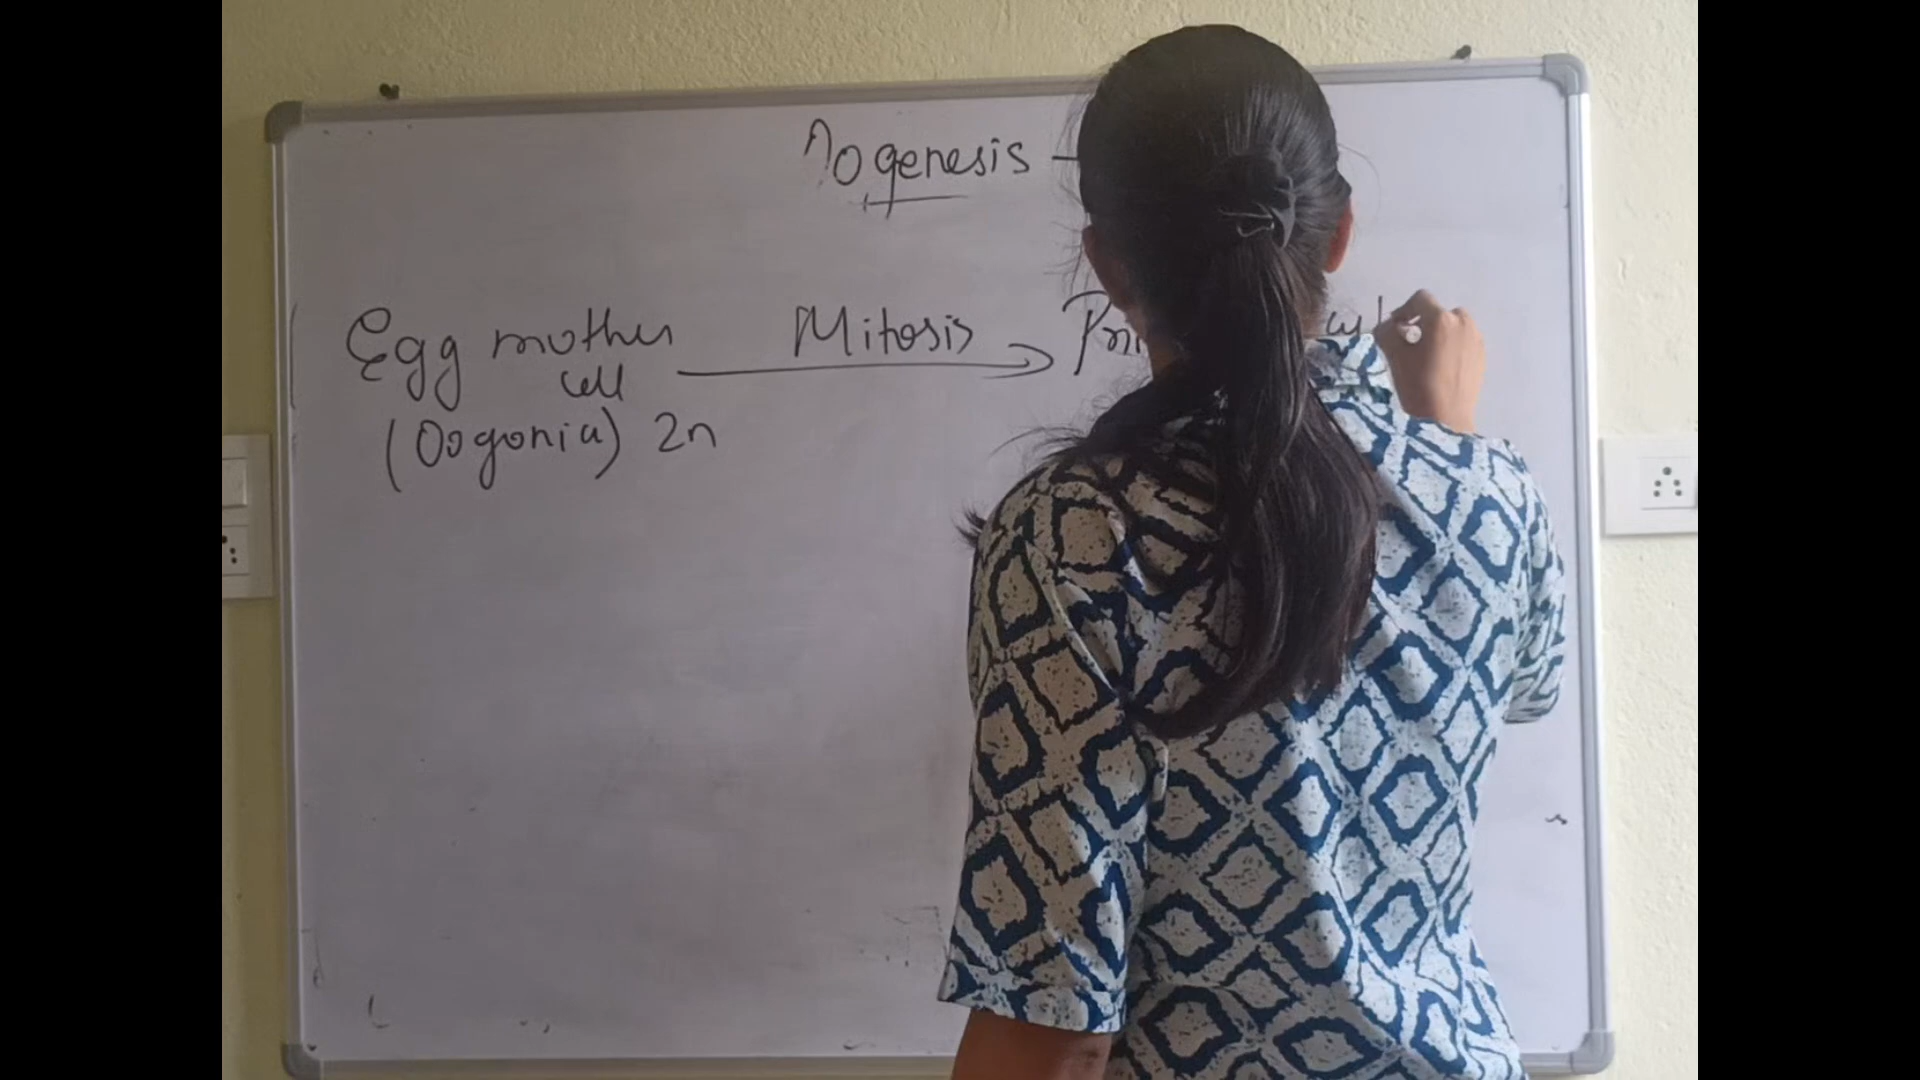 Oogenesis -
Egg mother Mitosis
cell
(Oogonia) 2n